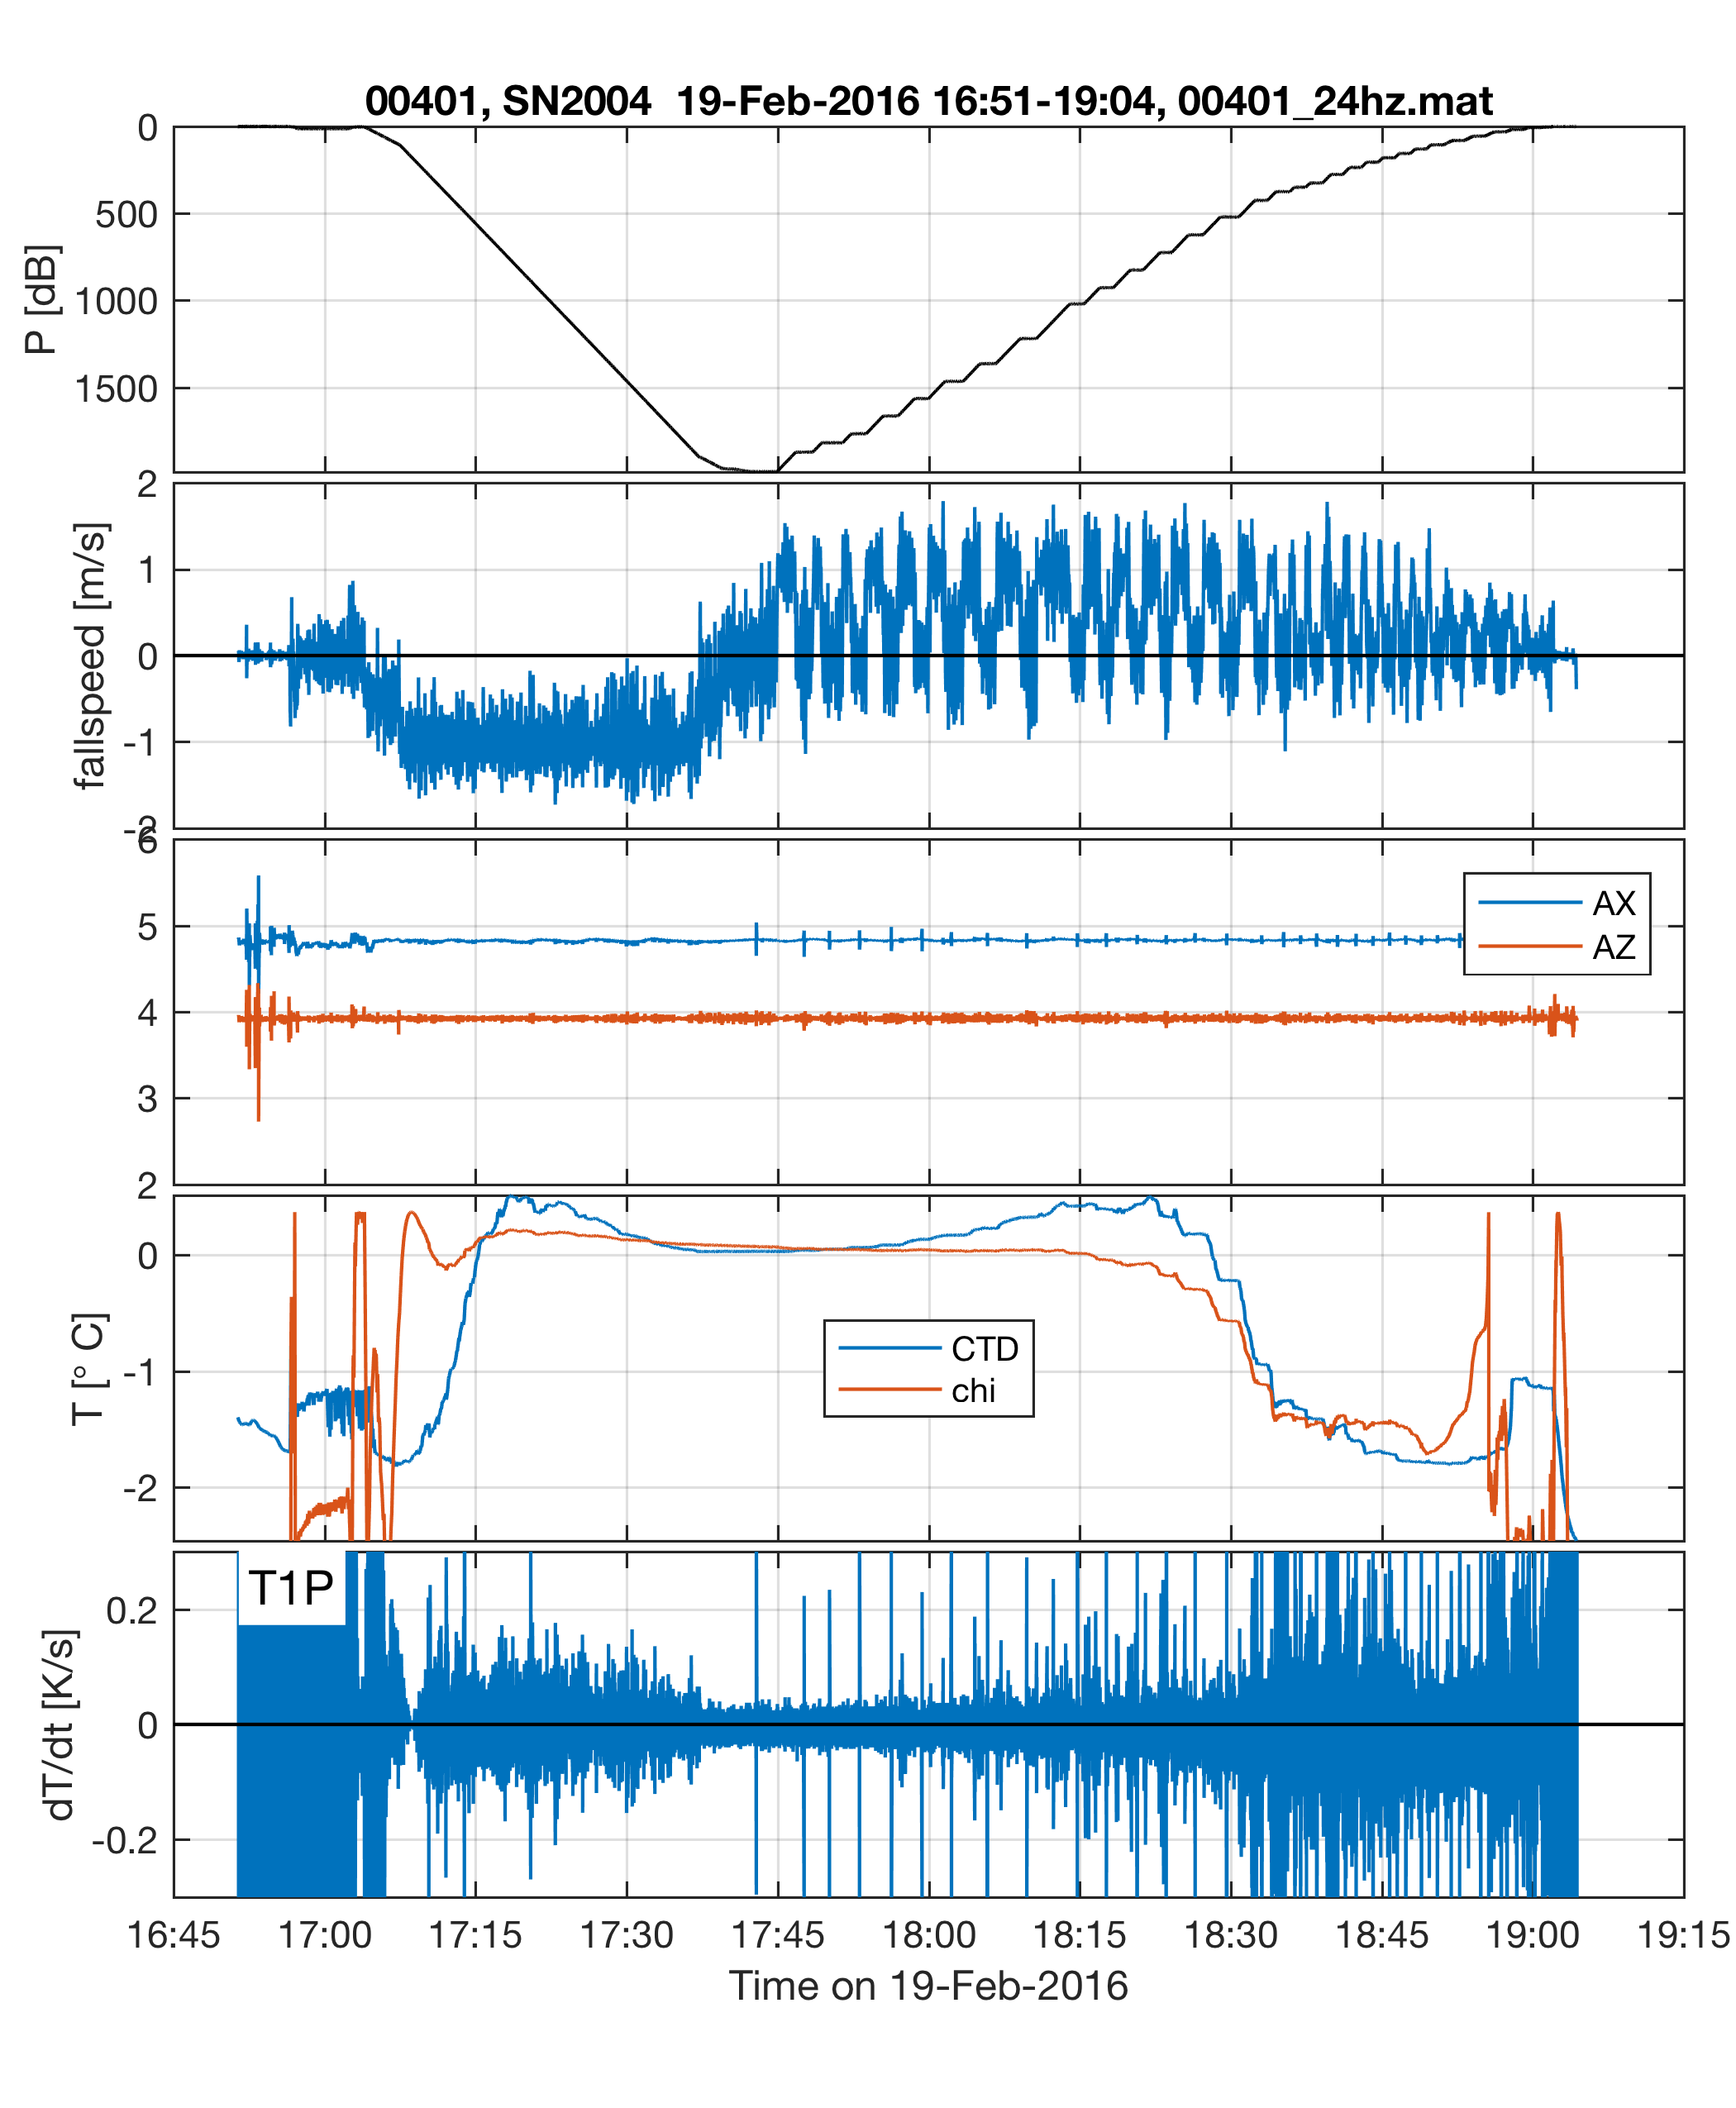 00401, SN2004  19-Feb-2016 16:51-19:04, 00401_24hz.mat
P [dB]
0
500
1000
1500
fallspeed [m/s]
2
1
0
-1
-2
6
5
4
3
2
AX
AZ
T [° C]
2
0
-1
-2
CTD
chi
dT/dt [K/s]
T1P
0.2
0
-0.2
16:45 17:00 17:15 17:30 17:45 18:00 18:15 18:30 18:45 19:00 19:15
Time on 19-Feb-2016